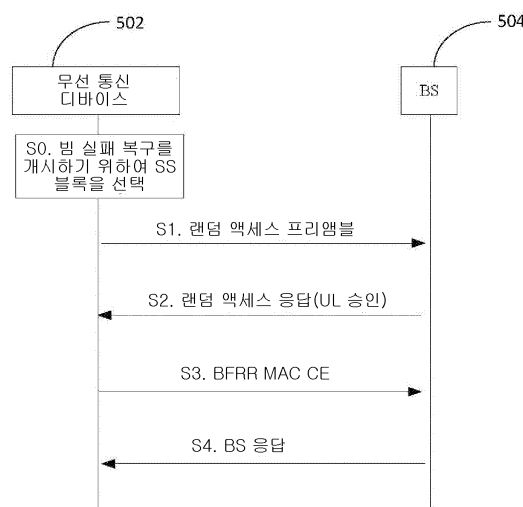 502
504
무선 통신
디바이스
BS
S0. 빔 실패 복구를
개시하기 위하여 SS
블록을 선택
S1. 랜덤 액세스 프리앰블
S2. 랜덤 액세스 응답(UL 승인)
S3. BFRR MAC CE
S4. BS 응답